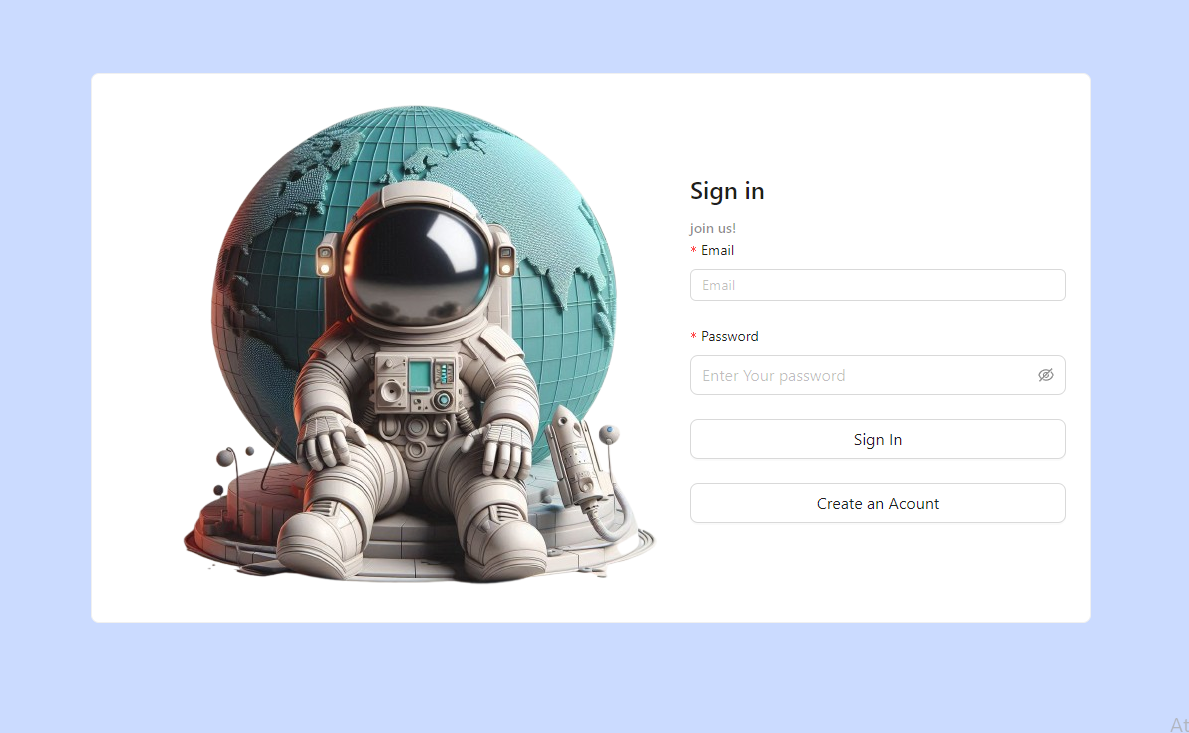 Sign in
join us!
* Email
Email
* Password
Enter Your password
Sign In
Create an Acount
At